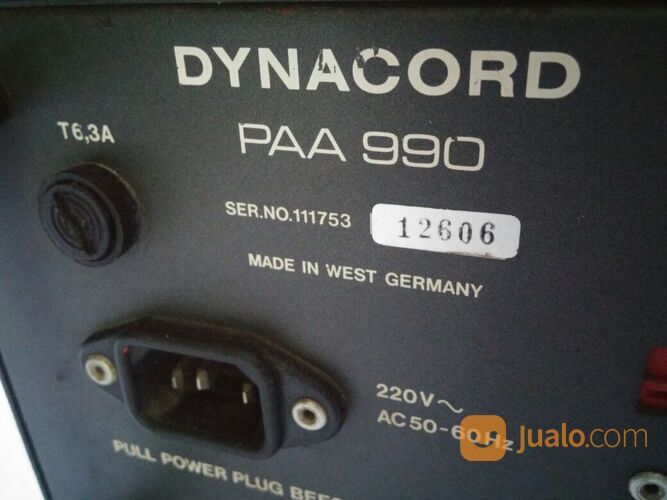 DYNACORD
T6,3A
PAA 990
SER.NO.111753 12606
MADE IN WEST GERMANY
220V~
AC 50-60Hz
jualo.com
PULL POWER PLUG